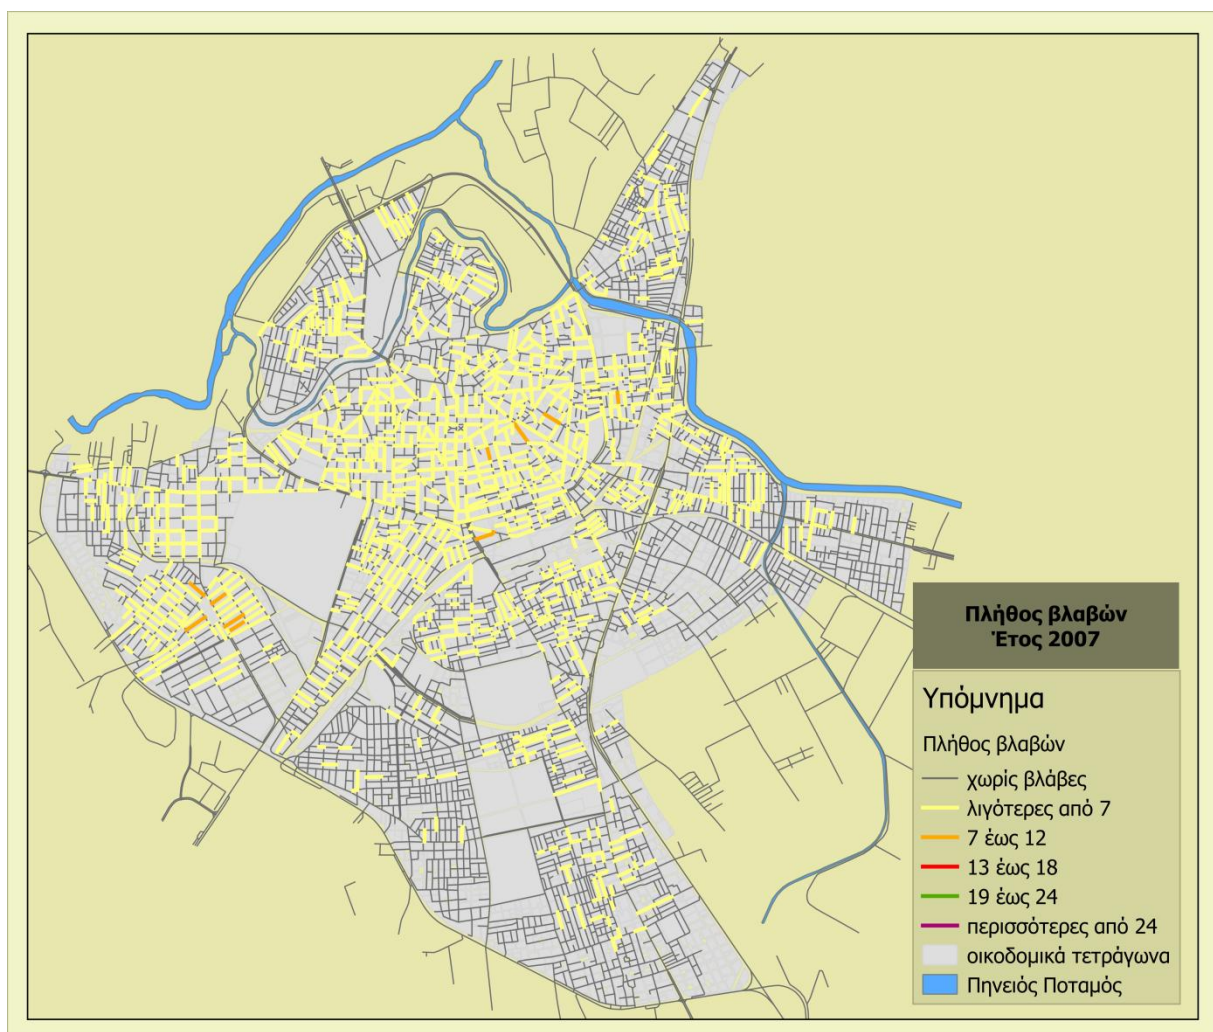 Πλήθος βλαβών
Έτος 2007
Υπόμνημα
Πλήθος βλαβών
χωρίς βλάβες
λιγότερες από 7
7 έως 12
13 έως 18
19 έως 24
περισσότερες από 24
οικοδομικά τετράγωνα
Πηνειός Ποταμός